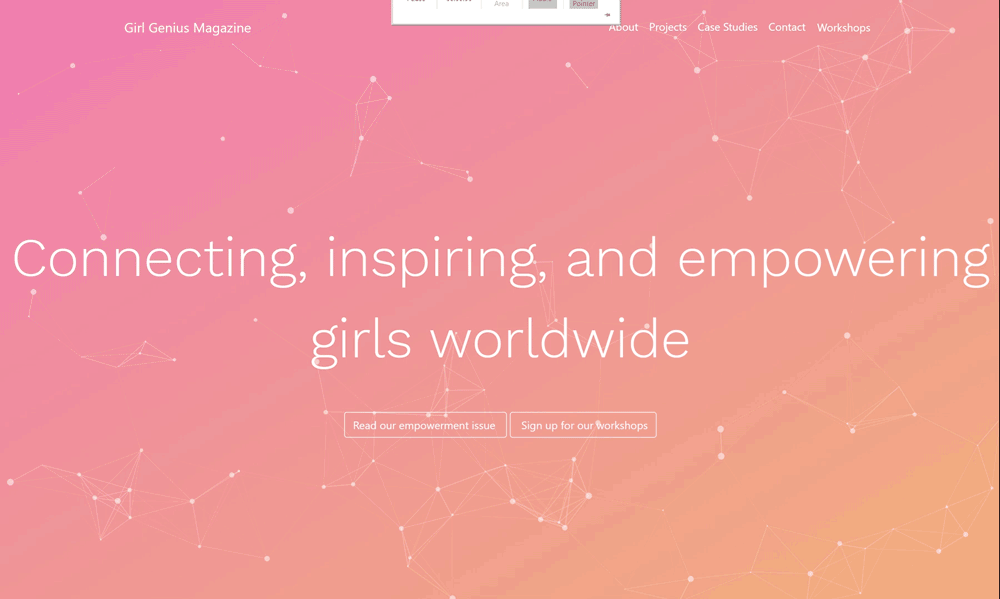 Area
Pointer
Girl Genius Magazine
About Projects Case Studies Contact Workshops
Connecting, inspiring, and empowering
girls worldwide
Read our empowerment issue Sign up for our workshops